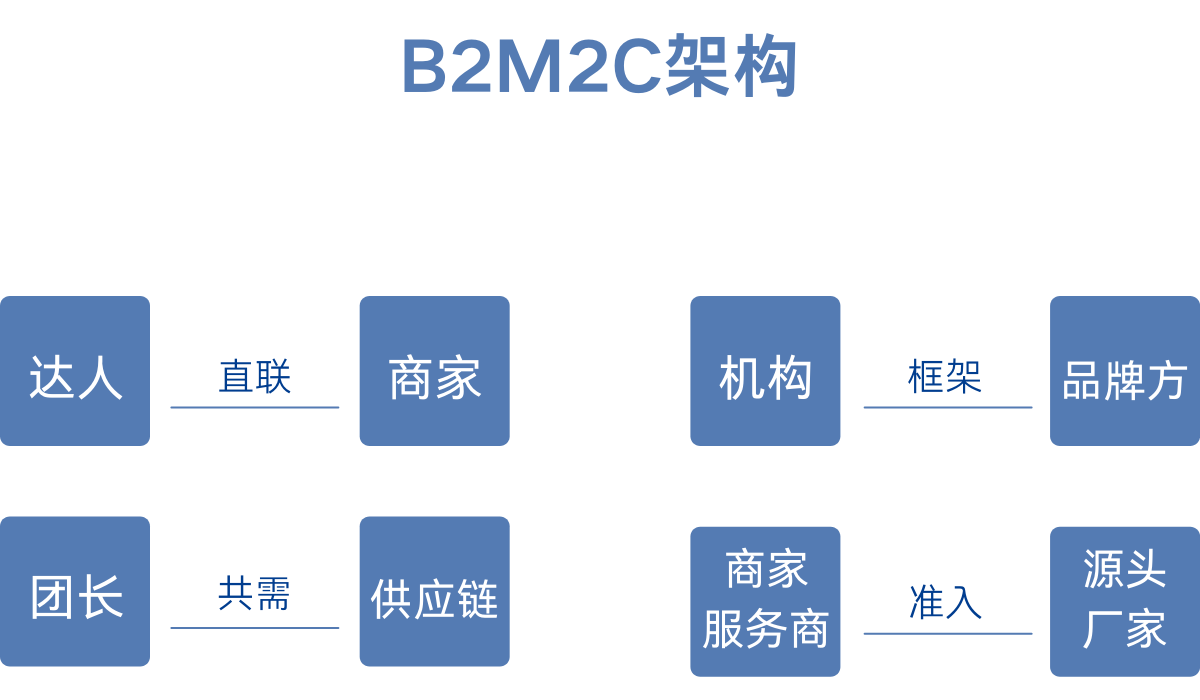 B2M2C架构
达人
直联
商家
机构
框架
品牌方
团长
共需
供应链
商家
服务商
准入
源头
厂家